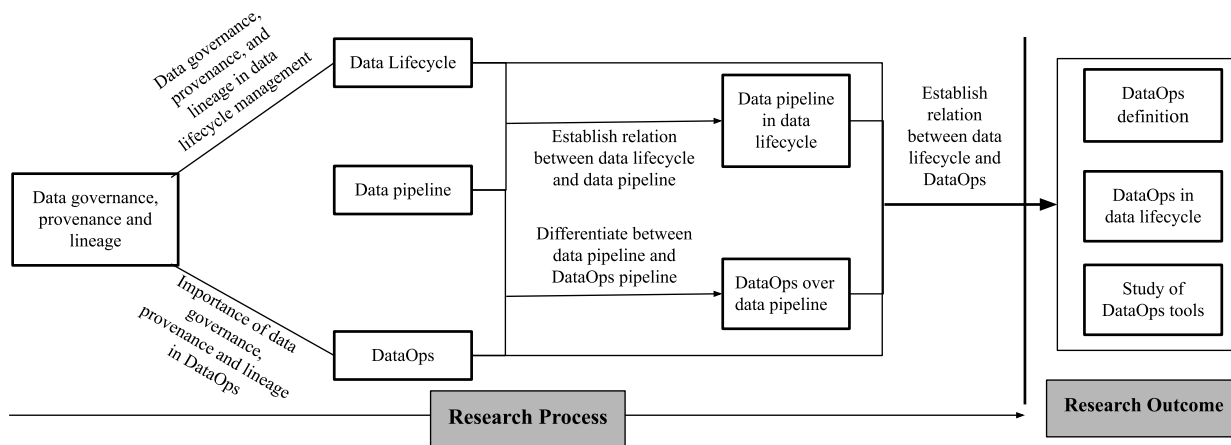 Data governance,
provenance, and
lineage in data
lifecycle management
Data governance,
provenance and
lineage
Importance of data
governance,
provenance and lineage
in DataOps
Data Lifecycle
Data pipeline
DataOps
Establish relation
between data lifecycle
and data pipeline
Differentiate between
data pipeline and
DataOps pipeline
Data pipeline
in data
lifecycle
DataOps over
data pipeline
Establish
relation
between data
lifecycle and
DataOps
DataOps
definition
DataOps in
data lifecycle
Study of
DataOps tools
Research Process
Research Outcome